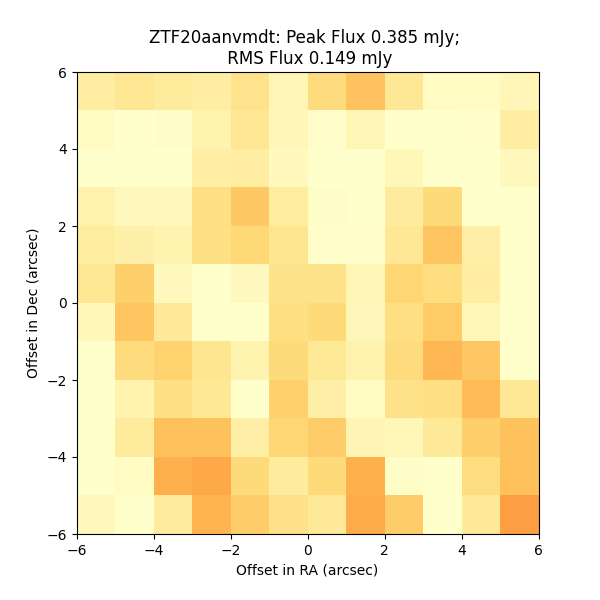 ZTF20aanvmdt: Peak Flux 0.385 mJy;
RMS Flux 0.149 mJy
6
4
2
0
−2
−4
−6
Offset in Dec (arcsec)
−6 −4 −2 0 2 4 6
Offset in RA (arcsec)